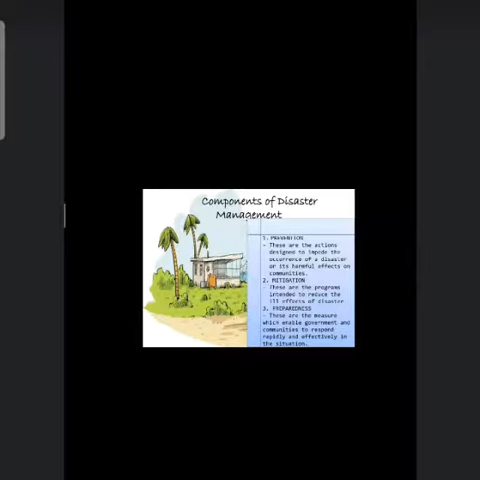 Components of Disaster
Management
1. PREVENTION
- These are the actions
designed to impede the
occurrence of a disaster
or its harmful effects on
communities.
2. MITIGATION
- These are the programs
intended to reduce the
ill effects of disaster
3. PREPAREDNESS
- These are the measure
which enable government and
communities to respond
rapidly and effectively in
the situation.